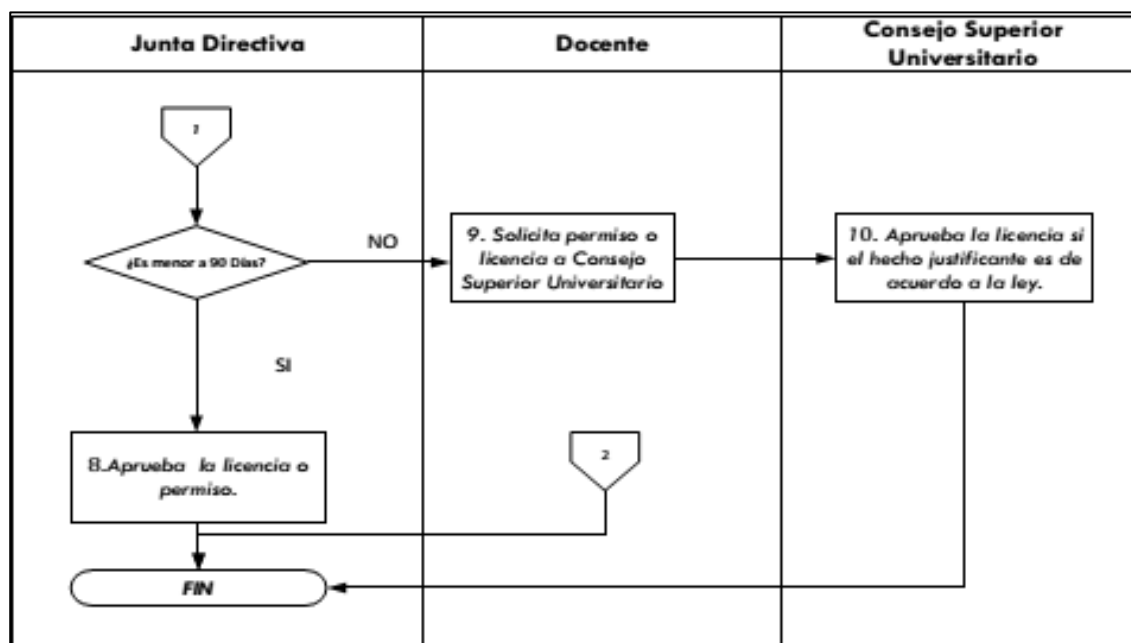 Junta Directiva
Docente
Consejo Superior
Universitario
1
¿Es menor a 90 Días?
NO
9. Solicita permiso o
licencia a Consejo
Superior Universitario
10. Aprueba la licencia si
el hecho justificante es de
acuerdo a la ley.
SI
8.Aprueba la licencia o
permiso.
2
FIN